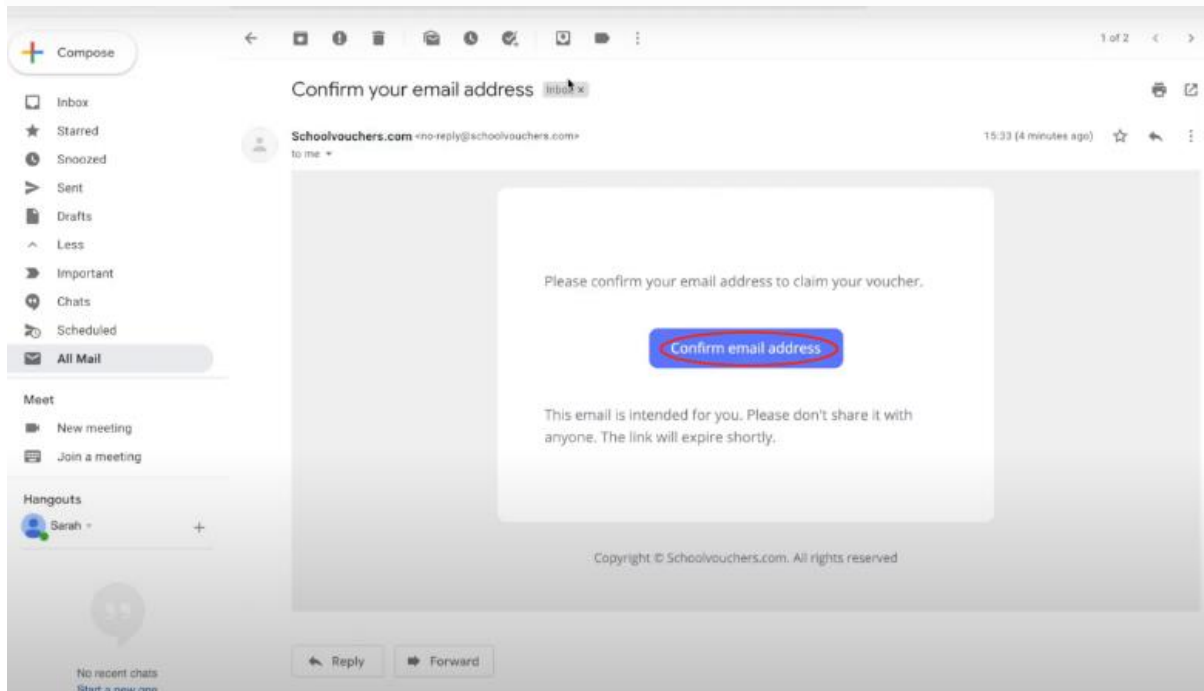 Compose
1 of 2
Inbox
Starred
Snoozed
Sent
Drafts
Less
Important
Chats
Scheduled
All Mail
Meet
New meeting
Join a meeting
Hangouts
Sarah
No recent chats
Start a new one
Confirm your email address Inbox x
Schoolvouchers.com <no-reply@schoolvouchers.com>
15:33 (4 minutes ago)
to me
Please confirm your email address to claim your voucher.
Confirm email address
This email is intended for you. Please don't share it with
anyone. The link will expire shortly.
Copyright © Schoolvouchers.com. All rights reserved
Reply
Forward